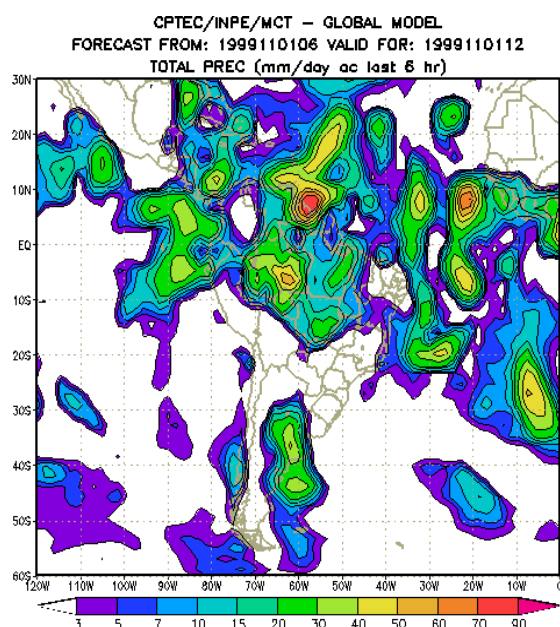 CPTEC/INPE/MCT - GLOBAL MODEL
FORECAST FROM: 1999110106 VALID FOR: 1999110112
TOTAL PREC (mm/day ac last 6 hr)
30N
20N
10N
EQ
10S
20S
30S
40S
50S
60S
120W 110W 100W 90W 80W 70W 60W 50W 40W 30W 20W 10W 0
3 5 7 10 15 20 30 40 50 60 70 90